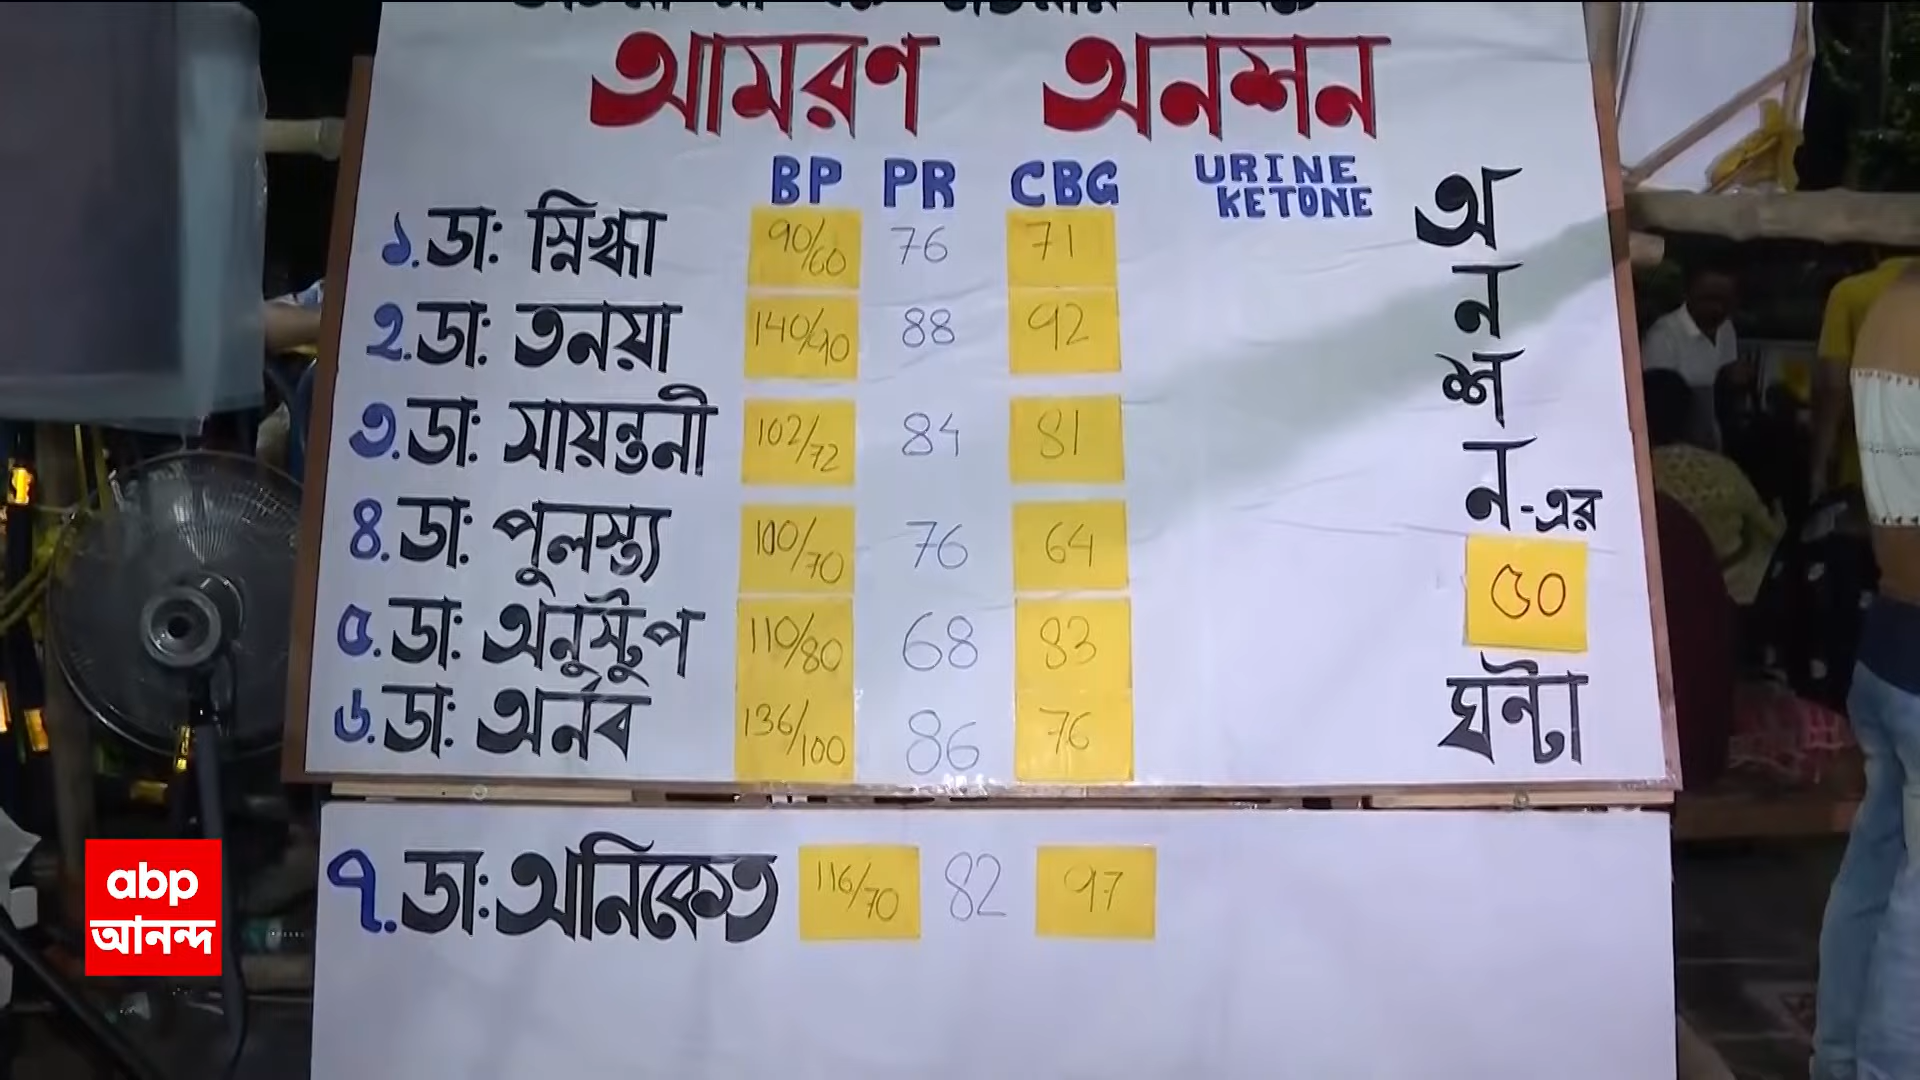 আমরণ অনশন
BP PR CBG URINE KETONE
১. ডা: স্নিগ্ধা 90/60 76 71
২. ডা: তনয়া 140/90 88 92
৩. ডা: সায়ন্তনী 102/72 84 81
৪. ডা: পুলস্ত্য 100/70 76 64
৫. ডা: অনুস্টুপ 110/80 68 83
৬. ডা: অর্নব 136/100 86 76
অনশন-এর
৫০
ঘন্টা
৭. ডা: অনিকেত 116/70 82 97
abp
আনন্দ